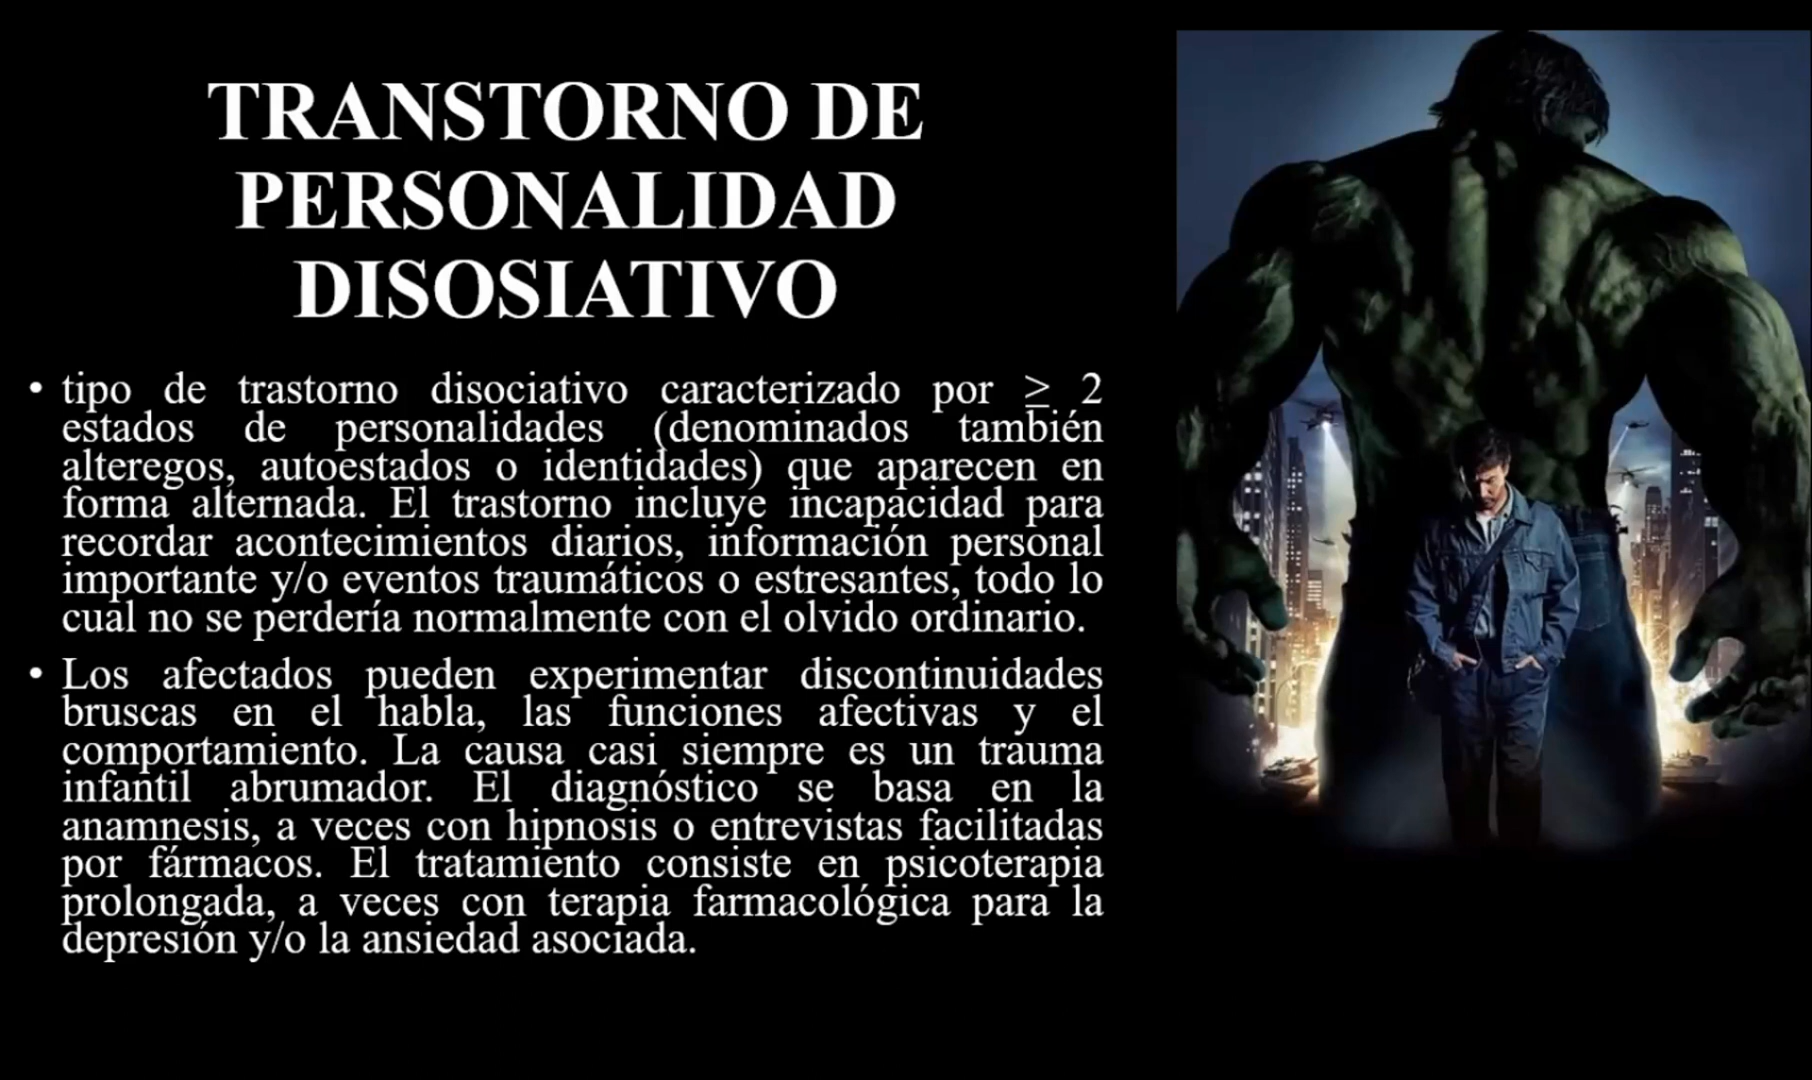 TRANSTORNO DE
PERSONALIDAD
DISOSIATIVO
• tipo de trastorno disociativo caracterizado por ≥ 2
estados de personalidades (denominados también
alteregos, autoestados o identidades) que aparecen en
forma alternada. El trastorno incluye incapacidad para
recordar acontecimientos diarios, información personal
importante y/o eventos traumáticos o estresantes, todo lo
cual no se perdería normalmente con el olvido ordinario.
• Los afectados pueden experimentar discontinuidades
bruscas en el habla, las funciones afectivas y el
comportamiento. La causa casi siempre es un trauma
infantil abrumador. El diagnóstico se basa en la
anamnesis, a veces con hipnosis o entrevistas facilitadas
por fármacos. El tratamiento consiste en psicoterapia
prolongada, a veces con terapia farmacológica para la
depresión y/o la ansiedad asociada.